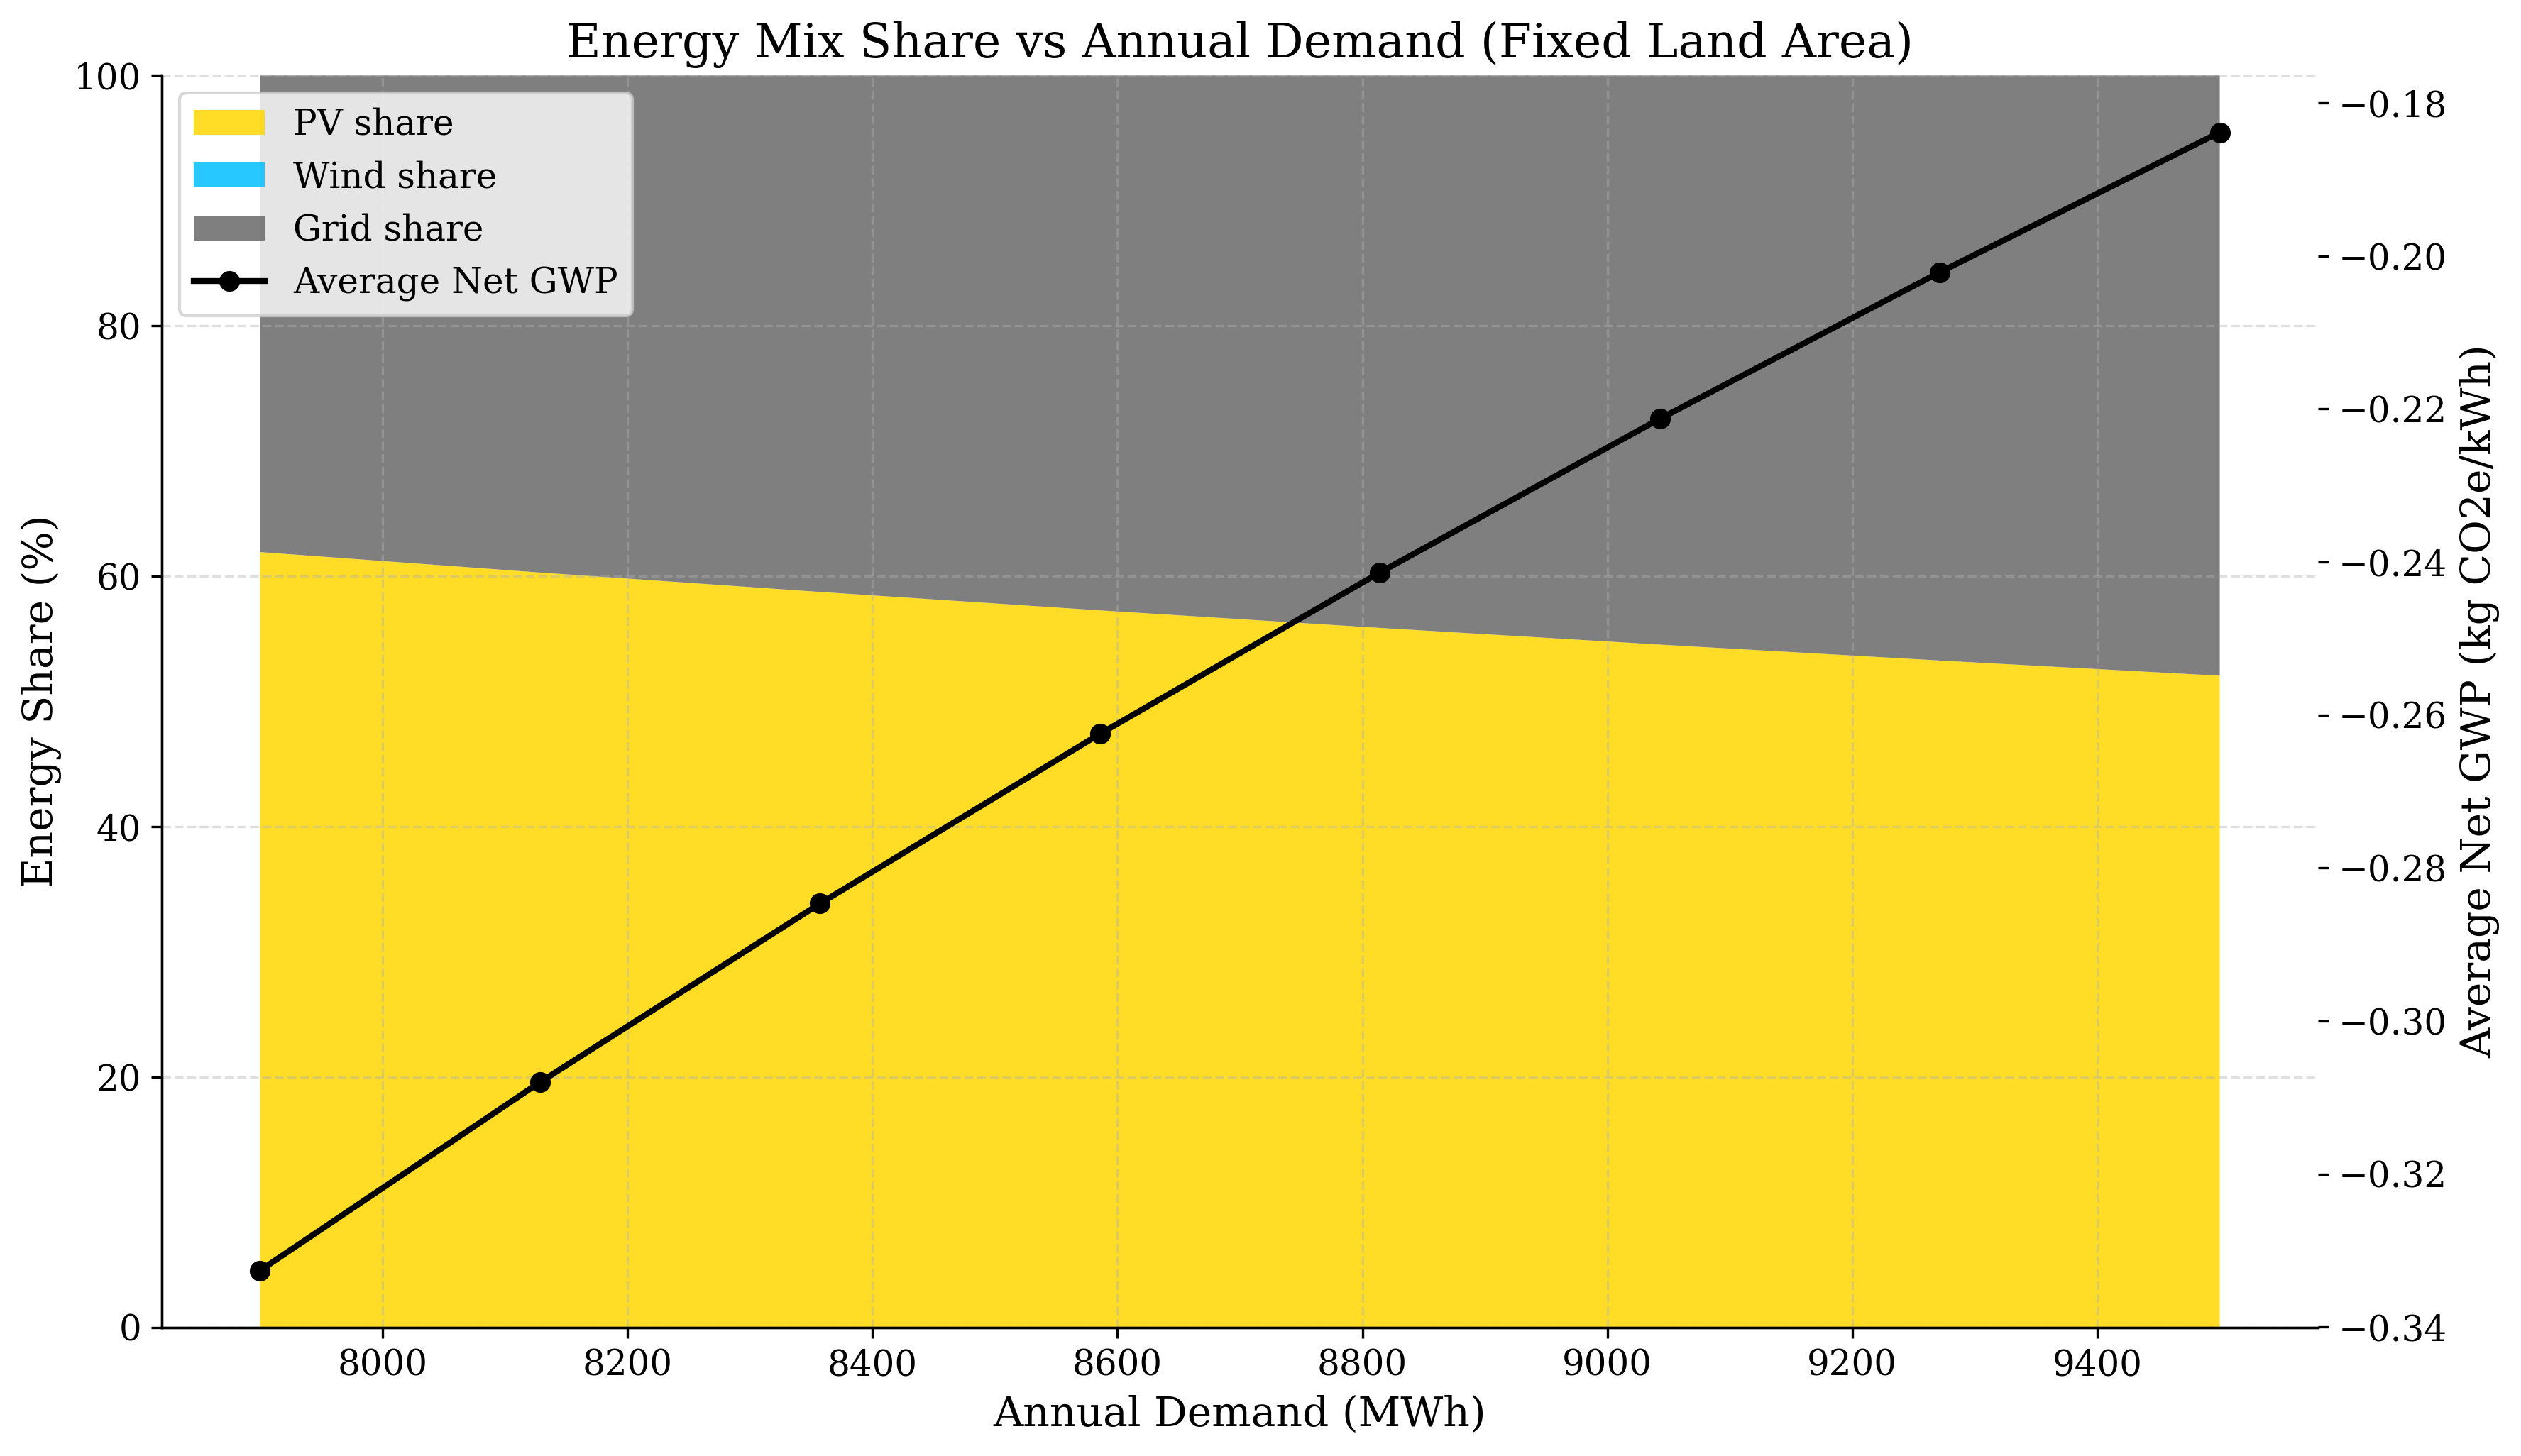 Energy Mix Share vs Annual Demand (Fixed Land Area)
PV share
Wind share
Grid share
Average Net GWP
Energy Share (%)
100
80
60
40
20
0
8000 8200 8400 8600 8800 9000 9200 9400
Annual Demand (MWh)
−0.18
−0.20
−0.22
−0.24
−0.26
−0.28
−0.30
−0.32
−0.34
Average Net GWP (kg CO2e/kWh)